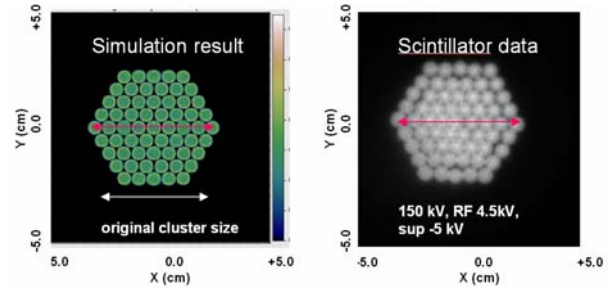 +5.0
Simulation result
Y (cm)
0.0
original cluster size
-5.0
5.0
0.0
+5.0
X (cm)
+5.0
Scintillator data
Y (cm)
0.0
150 kV, RF 4.5kV,
sup -5 kV
-5.0
-5.0
0.0
+5.0
X (cm)